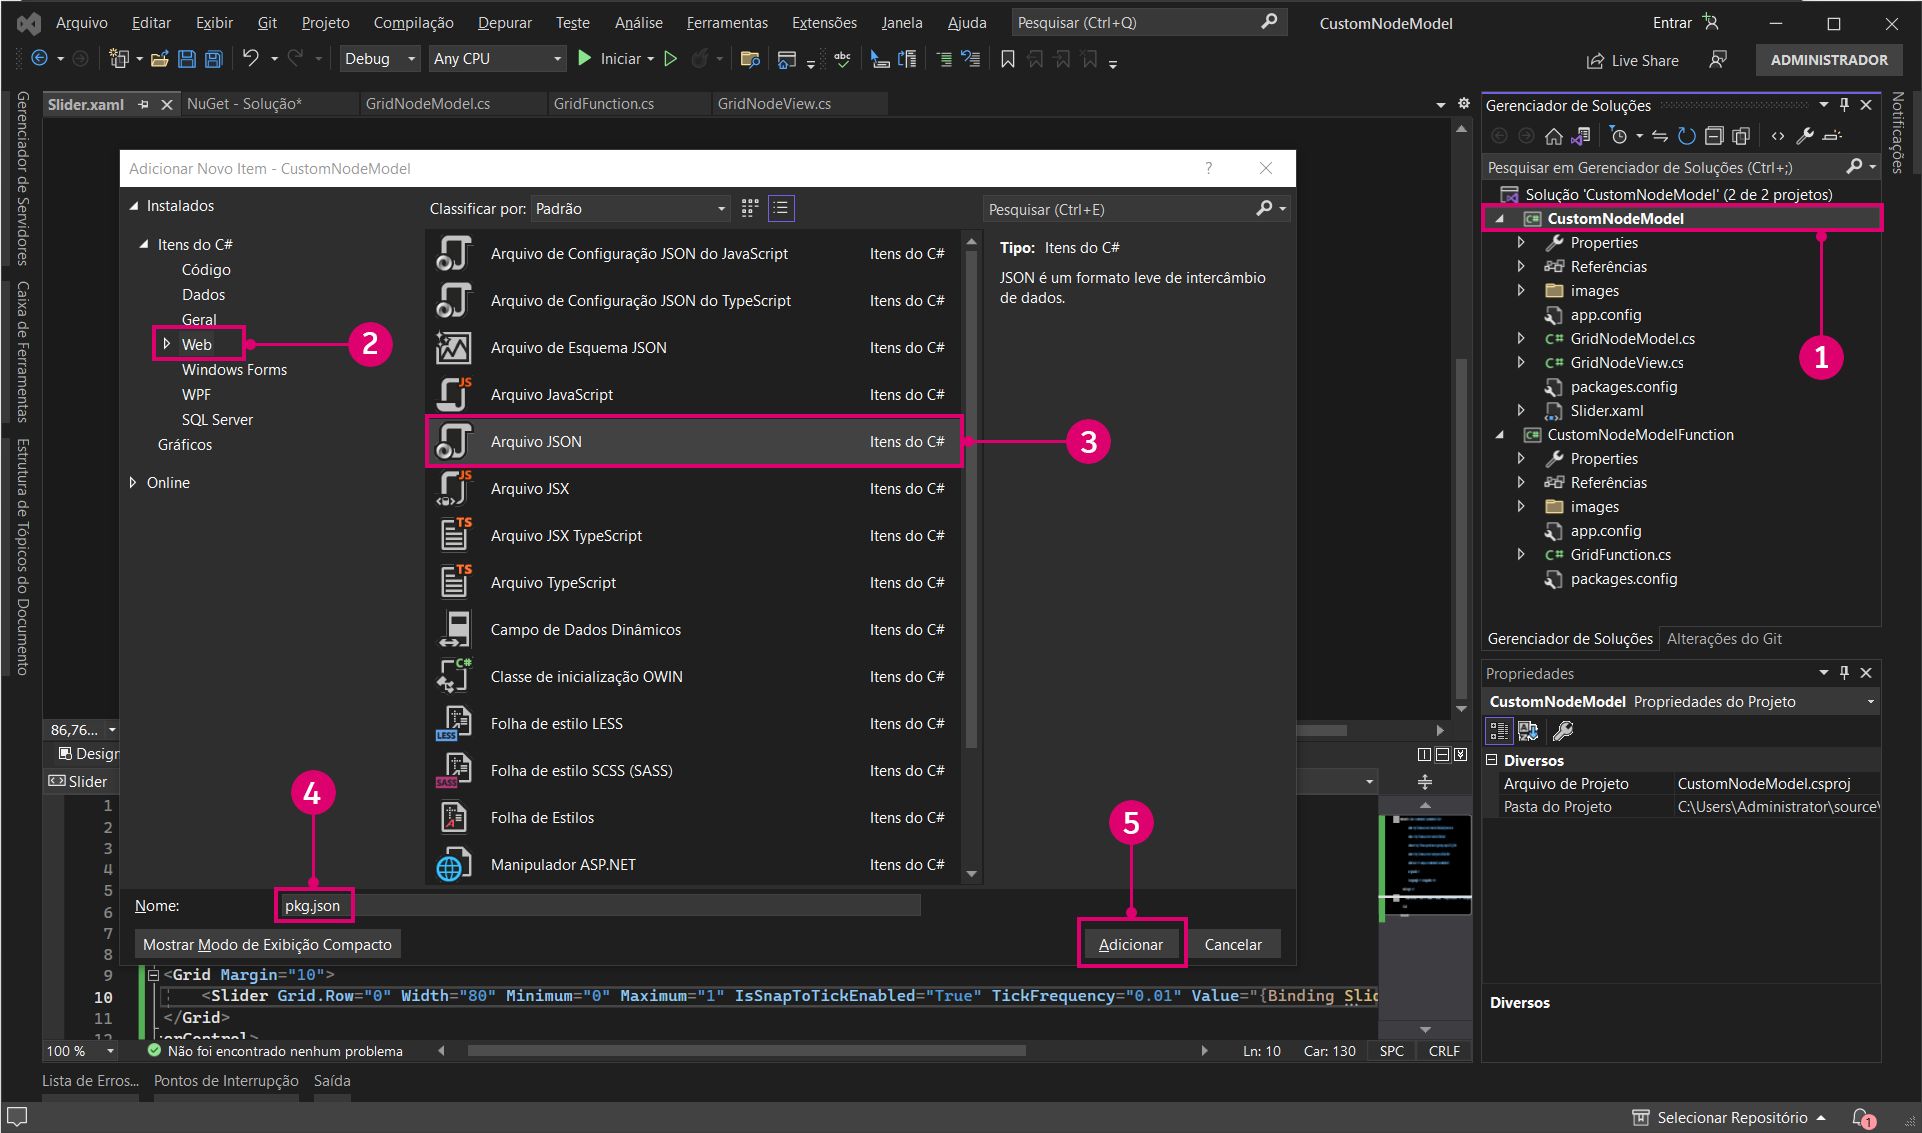 Arquivo Editar Exibir Git Projeto Compilação Depurar Teste Análise Ferramentas Extensões Janela Ajuda Pesquisar (Ctrl+Q) CustomNodeModel Entrar
Debug Any CPU Iniciar Live Share ADMINISTRADOR
Gerenciador de Servidores
Caixa de Ferramentas
Estrutura de Tópicos do Documento
Slider.xaml NuGet - Solução* GridNodeModel.cs GridFunction.cs GridNodeView.cs
Adicionar Novo Item - CustomNodeModel ?
Instalados
Itens do C#
Código
Dados
Geral
Web
Windows Forms
WPF
SQL Server
Gráficos
Online
2
Classificar por: Padrão
Pesquisar (Ctrl+E)
Arquivo de Configuração JSON do JavaScript Itens do C#
Arquivo de Configuração JSON do TypeScript Itens do C#
Arquivo de Esquema JSON Itens do C#
JS Arquivo JavaScript Itens do C#
Arquivo JSON Itens do C#
JS Arquivo JSX Itens do C#
TS Arquivo JSX TypeScript Itens do C#
TS Arquivo TypeScript Itens do C#
Campo de Dados Dinâmicos Itens do C#
C# Classe de inicialização OWIN Itens do C#
LESS Folha de estilo LESS Itens do C#
SASS Folha de estilo SCSS (SASS) Itens do C#
Folha de Estilos Itens do C#
Manipulador ASP.NET Itens do C#
3
Tipo: Itens do C#
JSON é um formato leve de intercâmbio
de dados.
4
5
Nome: pkg.json
Mostrar Modo de Exibição Compacto Adicionar Cancelar
86,76...
Design
Slider
1
2
3
4
5
6
7
8
9 <Grid Margin="10">
10 <Slider Grid.Row="0" Width="80" Minimum="0" Maximum="1" IsSnapToTickEnabled="True" TickFrequency="0.01" Value="{Binding Slid
11 </Grid>
100 % Não foi encontrado nenhum problema Ln: 10 Car: 130 SPC CRLF
Lista de Erros... Pontos de Interrupção Saída
Gerenciador de Soluções
Pesquisar em Gerenciador de Soluções (Ctrl+;)
Solução 'CustomNodeModel' (2 de 2 projetos)
C# CustomNodeModel
Properties
Referências
images
app.config
C# GridNodeModel.cs
C# GridNodeView.cs
packages.config
Slider.xaml
C# CustomNodeModelFunction
Properties
Referências
images
app.config
C# GridFunction.cs
packages.config
1
Gerenciador de Soluções Alterações do Git
Propriedades
CustomNodeModel Propriedades do Projeto
Diversos
Arquivo de Projeto CustomNodeModel.csproj
Pasta do Projeto C:\Users\Administrator\source\
Diversos
Notificações
Selecionar Repositório 1